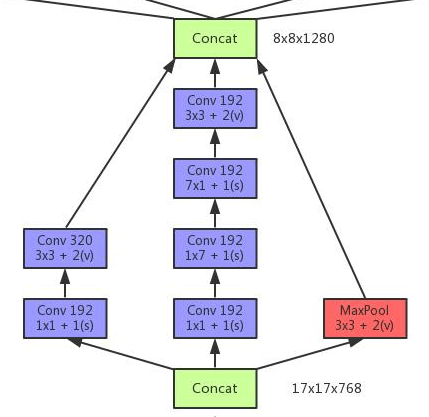 Concat
8x8x1280
Conv 192
3x3 + 2(v)
Conv 192
7x1 + 1(s)
Conv 320
3x3 + 2(v)
Conv 192
1x7 + 1(s)
Conv 192
1x1 + 1(s)
Conv 192
1x1 + 1(s)
MaxPool
3x3 + 2(v)
Concat
17x17x768